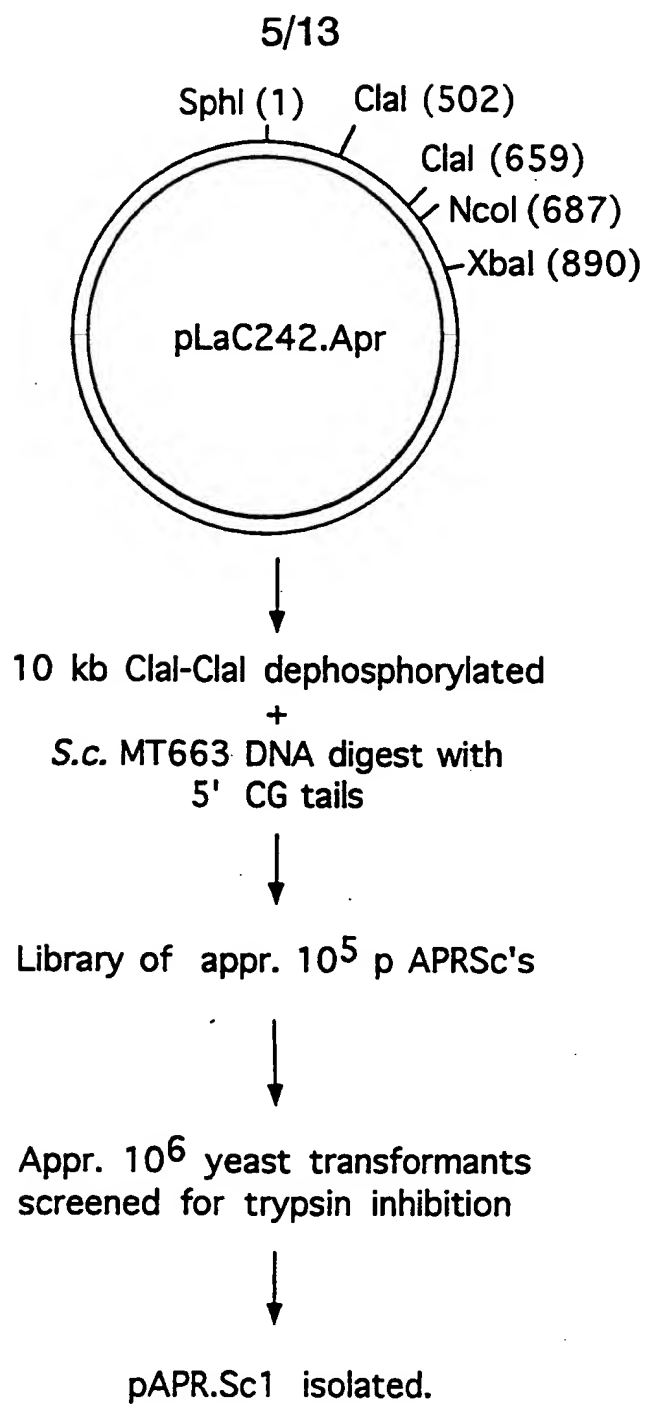 5/13
SphI (1)
ClaI (502)
ClaI (659)
NcoI (687)
XbaI (890)
pLaC242.Apr
10 kb ClaI-ClaI dephosphorylated
+
S.c. MT663 DNA digest with
5' CG tails
Library of appr. 10⁵ p APRSc's
Appr. 10⁶ yeast transformants
screened for trypsin inhibition
pAPR.Sc1 isolated.